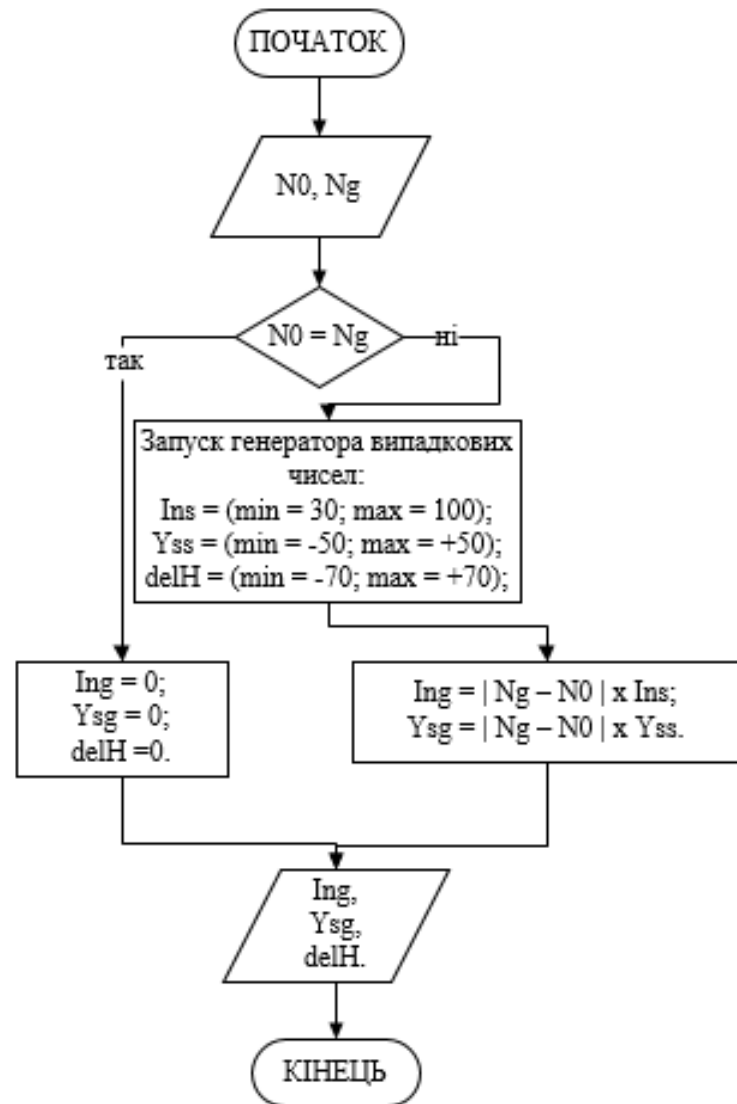 ПОЧАТОК
N0, Ng
N0 = Ng
так
ні
Запуск генератора випадкових
чисел:
Ins = (min = 30; max = 100);
Yss = (min = -50; max = +50);
delH = (min = -70; max = +70);
Ing = 0;
Ysg = 0;
delH =0.
Ing = | Ng – N0 | x Ins;
Ysg = | Ng – N0 | x Yss.
Ing,
Ysg,
delH.
КІНЕЦЬ